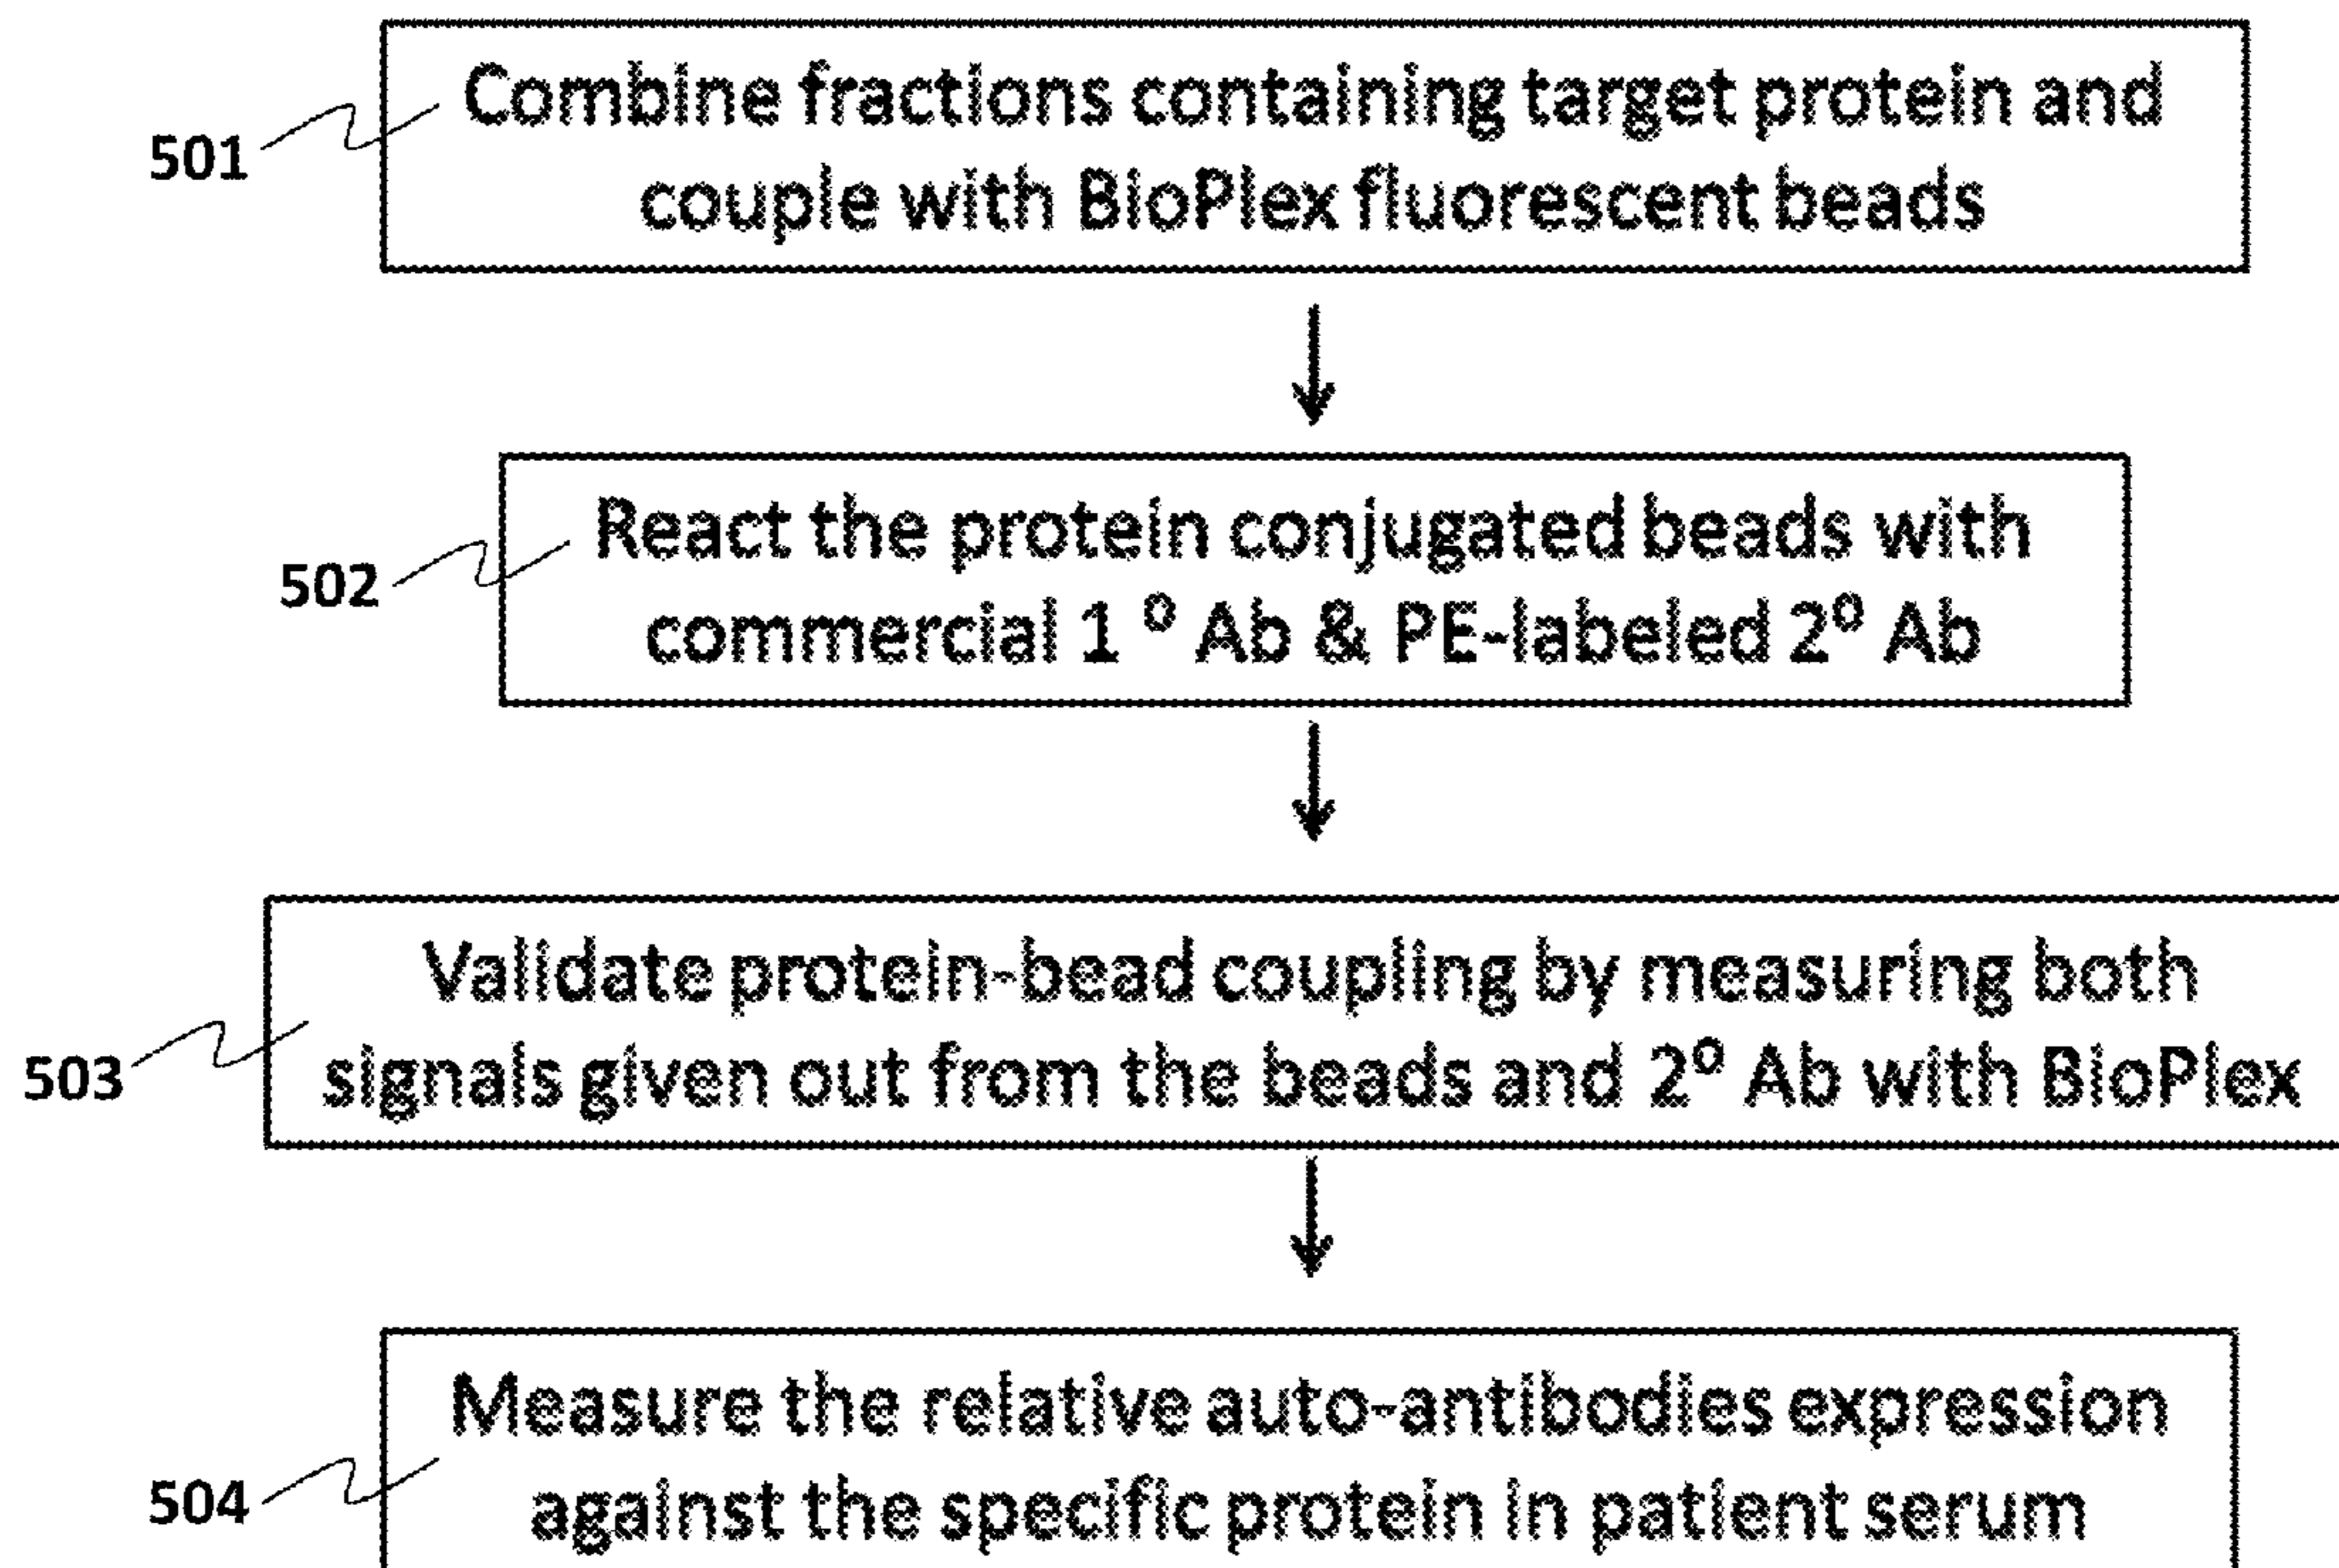 Combine fractions containing target protein and
501
couple with BioPlex fluorescent beads
React the protein conjugated beads with
502
commercial 1 º Ab & PE-labeled 2º Ab
Validate protein-bead coupling by measuring both
503
signals given out from the beads and 2º Ab with BioPlex
Measure the relative auto-antibodies expression
504
against the specific protein in patient serum